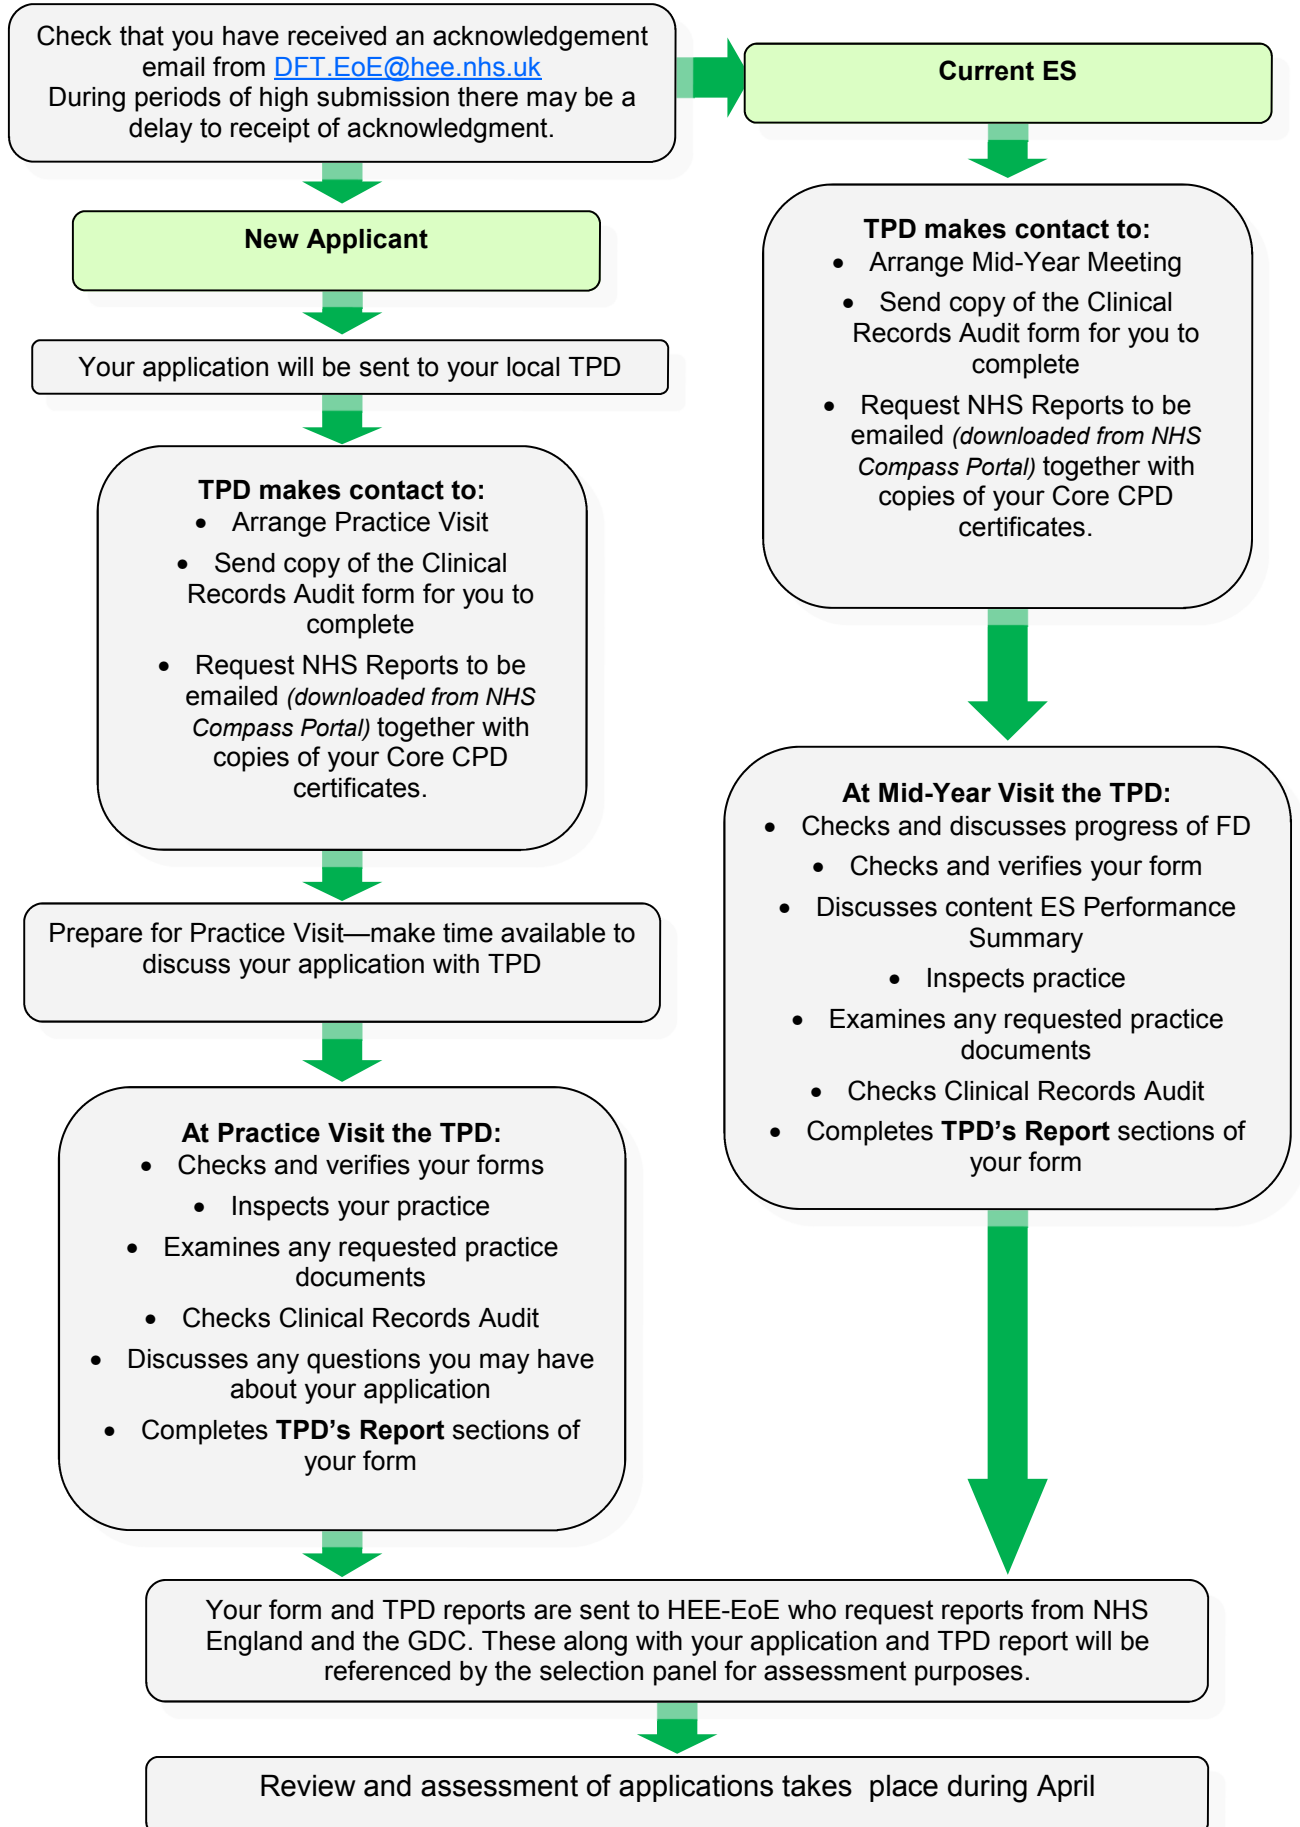 Check that you have received an acknowledgement
email from DFT.EoE@hee.nhs.uk
During periods of high submission there may be a
delay to receipt of acknowledgment.
Current ES
New Applicant
Your application will be sent to your local TPD
TPD makes contact to:
• Arrange Practice Visit
• Send copy of the Clinical
Records Audit form for you to
complete
• Request NHS Reports to be
emailed (downloaded from NHS
Compass Portal) together with
copies of your Core CPD
certificates.
Prepare for Practice Visit—make time available to
discuss your application with TPD
At Practice Visit the TPD:
• Checks and verifies your forms
• Inspects your practice
• Examines any requested practice
documents
• Checks Clinical Records Audit
• Discusses any questions you may have
about your application
• Completes TPD’s Report sections of
your form
TPD makes contact to:
• Arrange Mid-Year Meeting
• Send copy of the Clinical
Records Audit form for you to
complete
• Request NHS Reports to be
emailed (downloaded from NHS
Compass Portal) together with
copies of your Core CPD
certificates.
At Mid-Year Visit the TPD:
• Checks and discusses progress of FD
• Checks and verifies your form
• Discusses content ES Performance
Summary
• Inspects practice
• Examines any requested practice
documents
• Checks Clinical Records Audit
• Completes TPD’s Report sections of
your form
Your form and TPD reports are sent to HEE-EoE who request reports from NHS
England and the GDC. These along with your application and TPD report will be
referenced by the selection panel for assessment purposes.
Review and assessment of applications takes  place during April